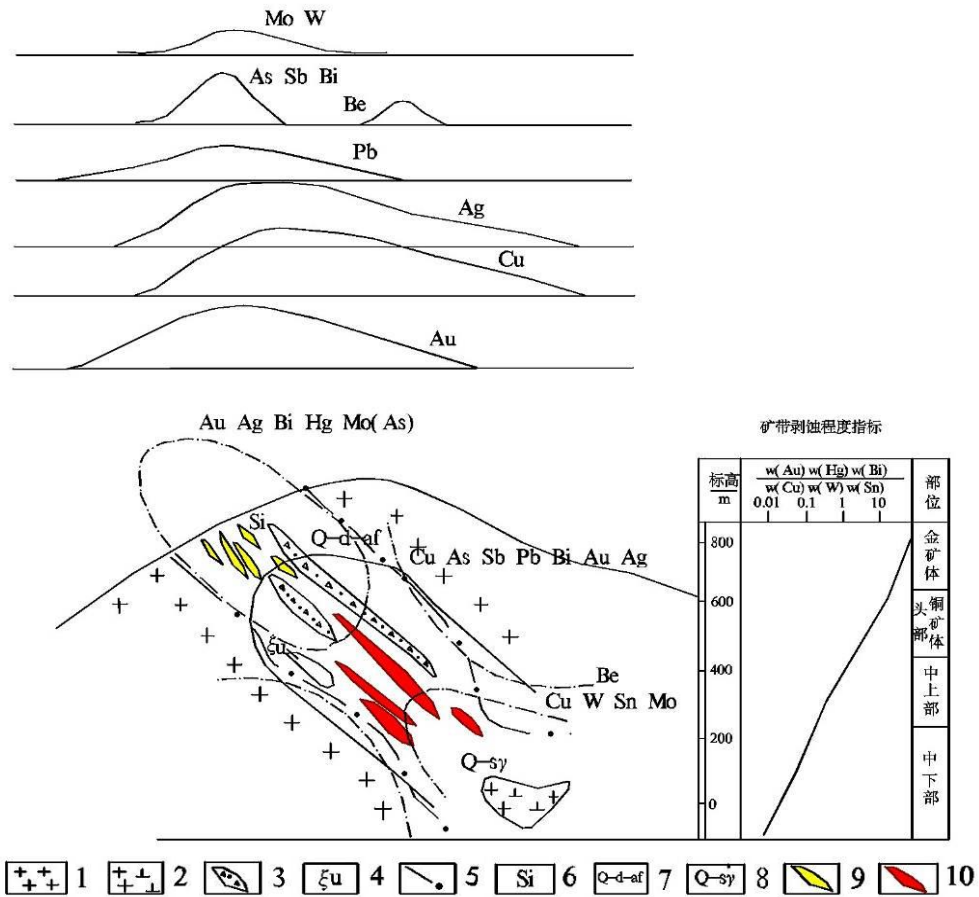 Mo W
As Sb Bi
Be
Pb
Ag
Cu
Au
Au Ag Bi Hg Mo( As)
矿带剥蚀程度指标
标高
m
w( Au) w( Hg) w( Bi)
w( Cu) w( W) w( Sn)
0.01 0.1 1 10
部位
Si
Q-d-af
Cu As Sb Pb Bi Au Ag
800
金矿体
600
头部
铜矿体
ξu
400
中上部
Be
Cu W Sn Mo
200
Q-sγ
中下部
0
1
2
3
ξu 4
5
Si 6
Q-d-af 7
Q-sγ 8
9
10